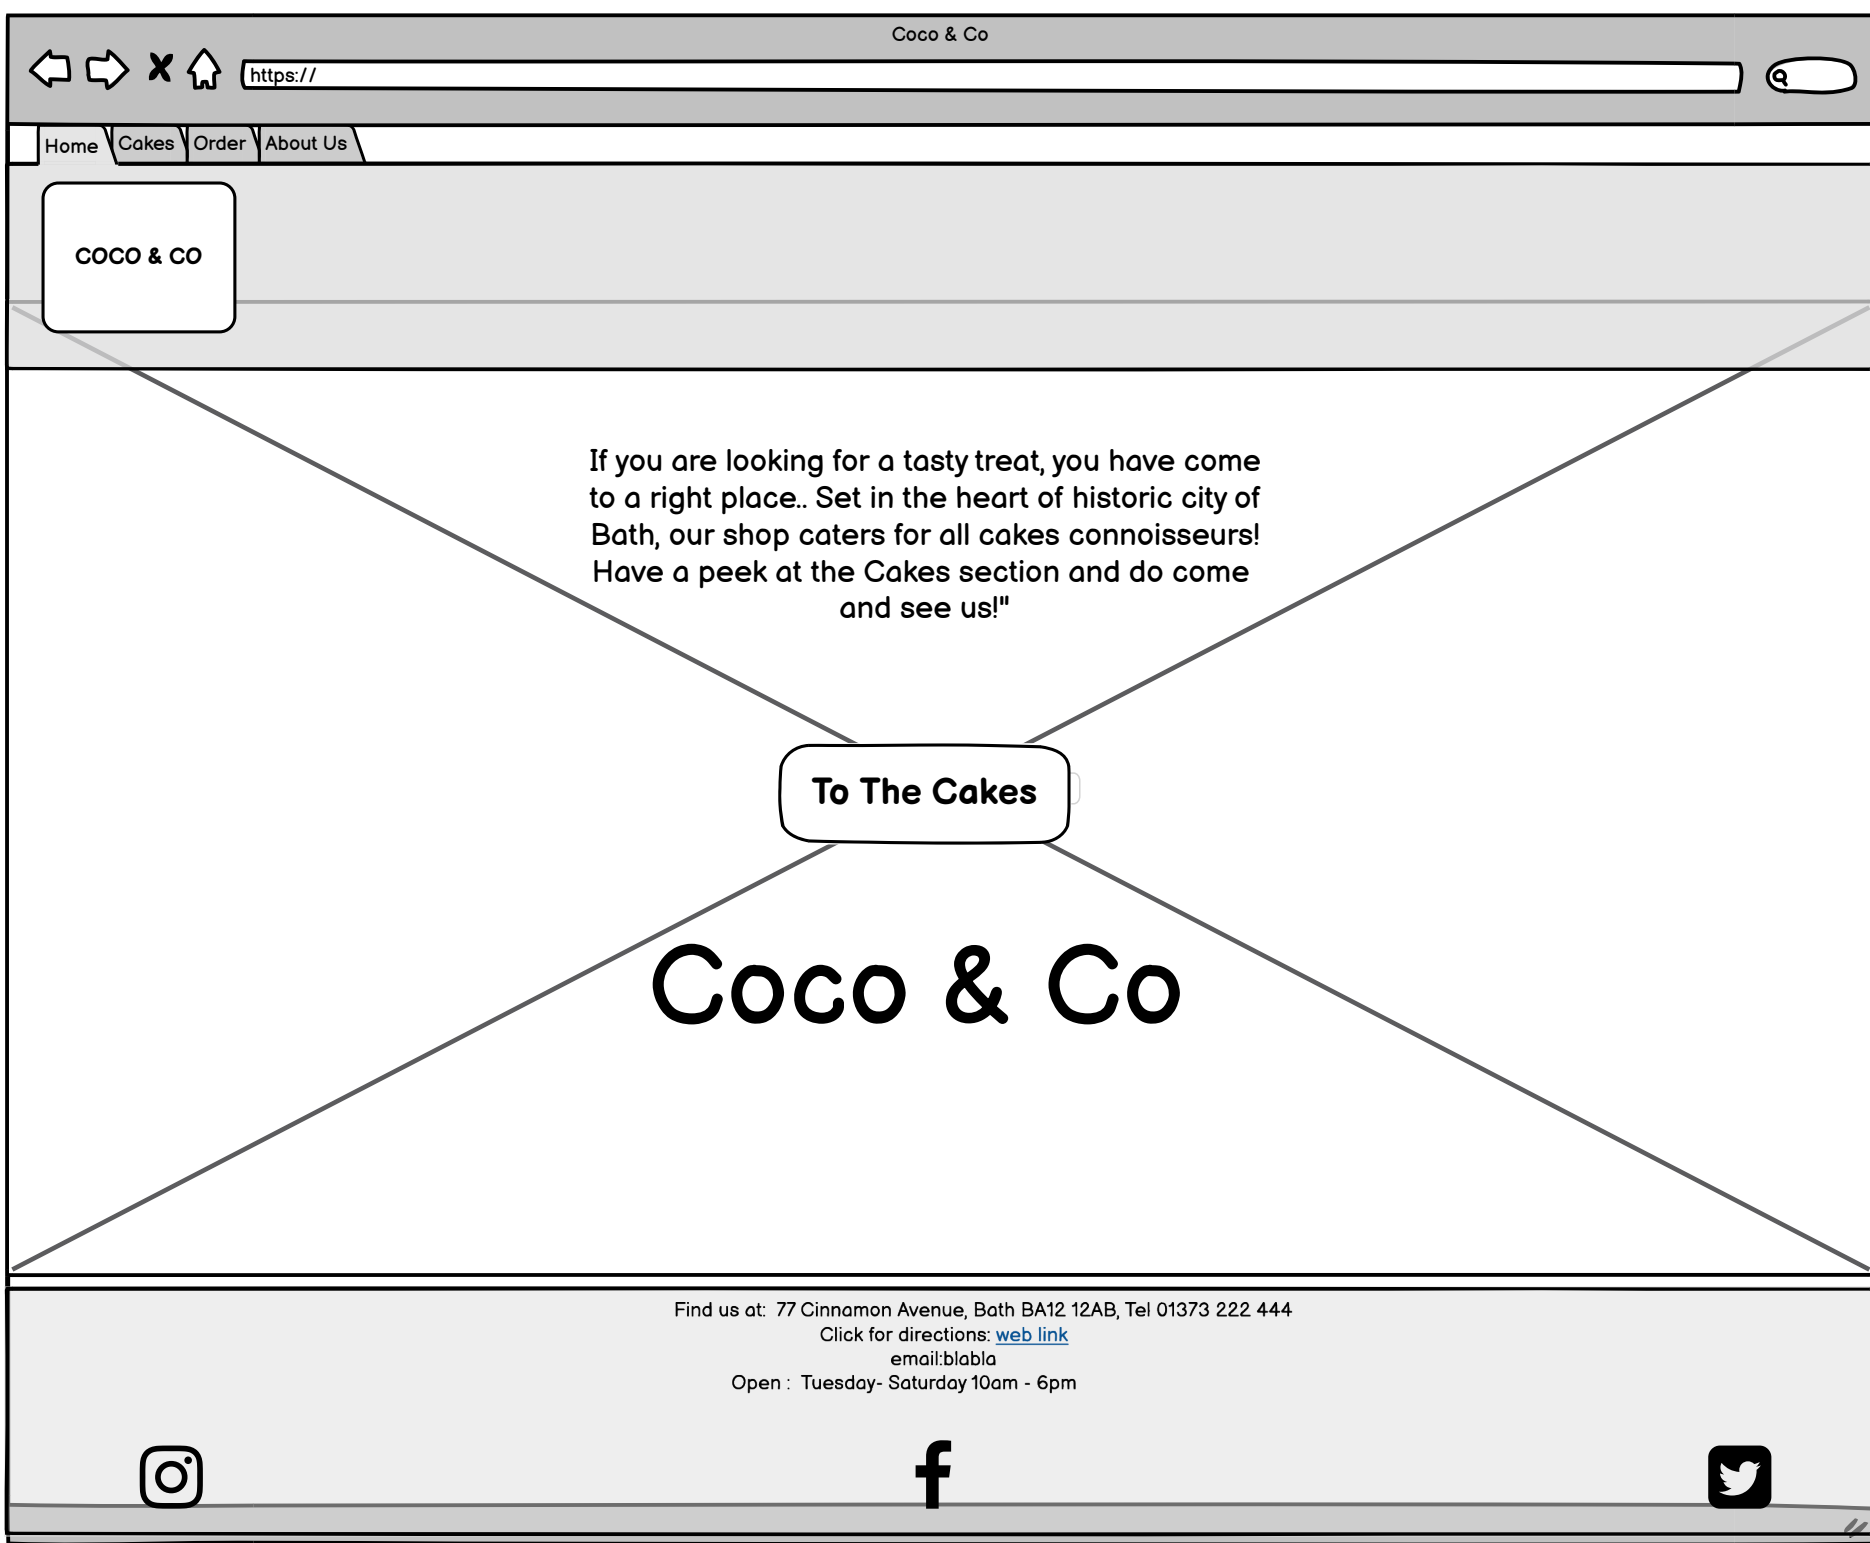 Coco & Co
https://
Home Cakes Order About Us
COCO & CO
If you are looking for a tasty treat, you have come
to a right place.. Set in the heart of historic city of
Bath, our shop caters for all cakes connoisseurs!
Have a peek at the Cakes section and do come
and see us!"
To The Cakes
Coco & Co
Find us at:  77 Cinnamon Avenue, Bath BA12 12AB, Tel 01373 222 444
Click for directions: web link
email:blabla
Open :  Tuesday- Saturday 10am - 6pm